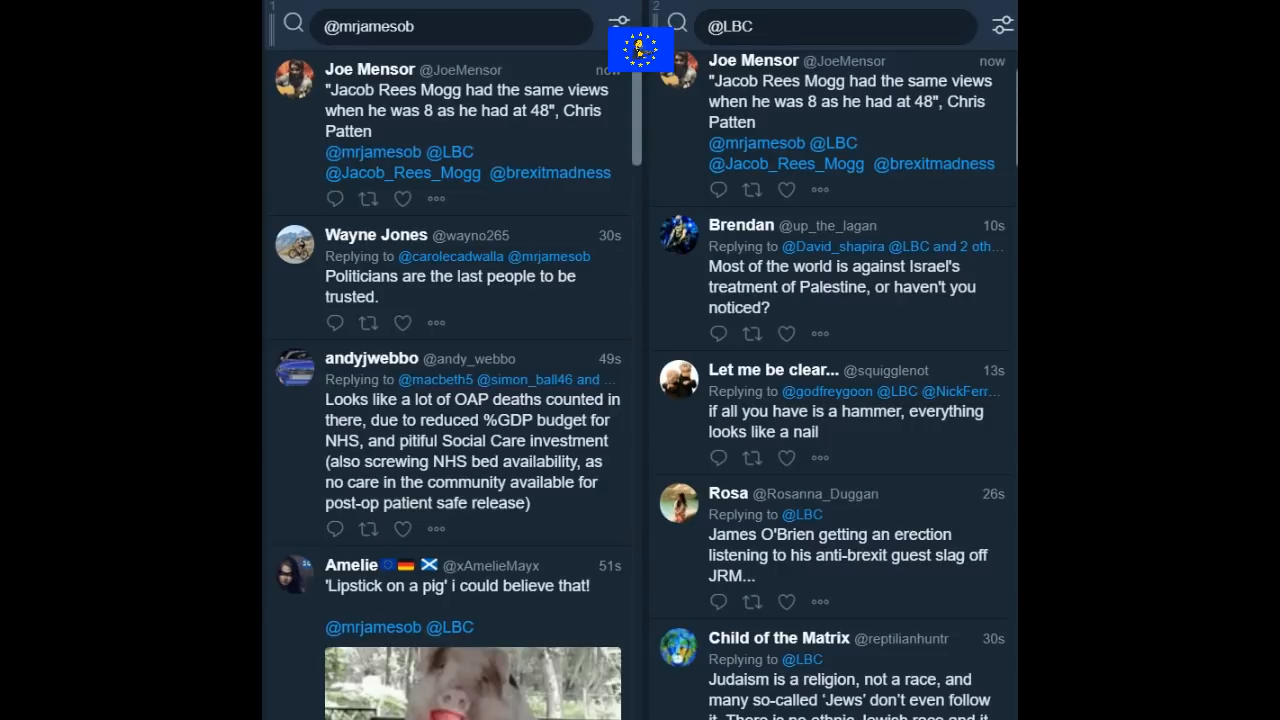 1
@mrjamesob
Joe Mensor @JoeMensor now
"Jacob Rees Mogg had the same views
when he was 8 as he had at 48", Chris
Patten
@mrjamesob @LBC
@Jacob_Rees_Mogg @brexitmadness
Wayne Jones @wayno265 30s
Replying to @carolecadwalla @mrjamesob
Politicians are the last people to be
trusted.
andyjwebbo @andy_webbo 49s
Replying to @macbeth5 @simon_ball46 and ...
Looks like a lot of OAP deaths counted in
there, due to reduced %GDP budget for
NHS, and pitiful Social Care investment
(also screwing NHS bed availability, as
no care in the community available for
post-op patient safe release)
Amelie @xAmelieMayx 51s
'Lipstick on a pig' i could believe that!
@mrjamesob @LBC
2
@LBC
Joe Mensor @JoeMensor now
"Jacob Rees Mogg had the same views
when he was 8 as he had at 48", Chris
Patten
@mrjamesob @LBC
@Jacob_Rees_Mogg @brexitmadness
Brendan @up_the_lagan 10s
Replying to @David_shapira @LBC and 2 oth...
Most of the world is against Israel's
treatment of Palestine, or haven't you
noticed?
Let me be clear... @squigglenot 13s
Replying to @godfreygoon @LBC @NickFerr...
if all you have is a hammer, everything
looks like a nail
Rosa @Rosanna_Duggan 26s
Replying to @LBC
James O'Brien getting an erection
listening to his anti-brexit guest slag off
JRM...
Child of the Matrix @reptilianhuntr 30s
Replying to @LBC
Judaism is a religion, not a race, and
many so-called ‘Jews’ don’t even follow
it. There is no ethnic Jewish race and it